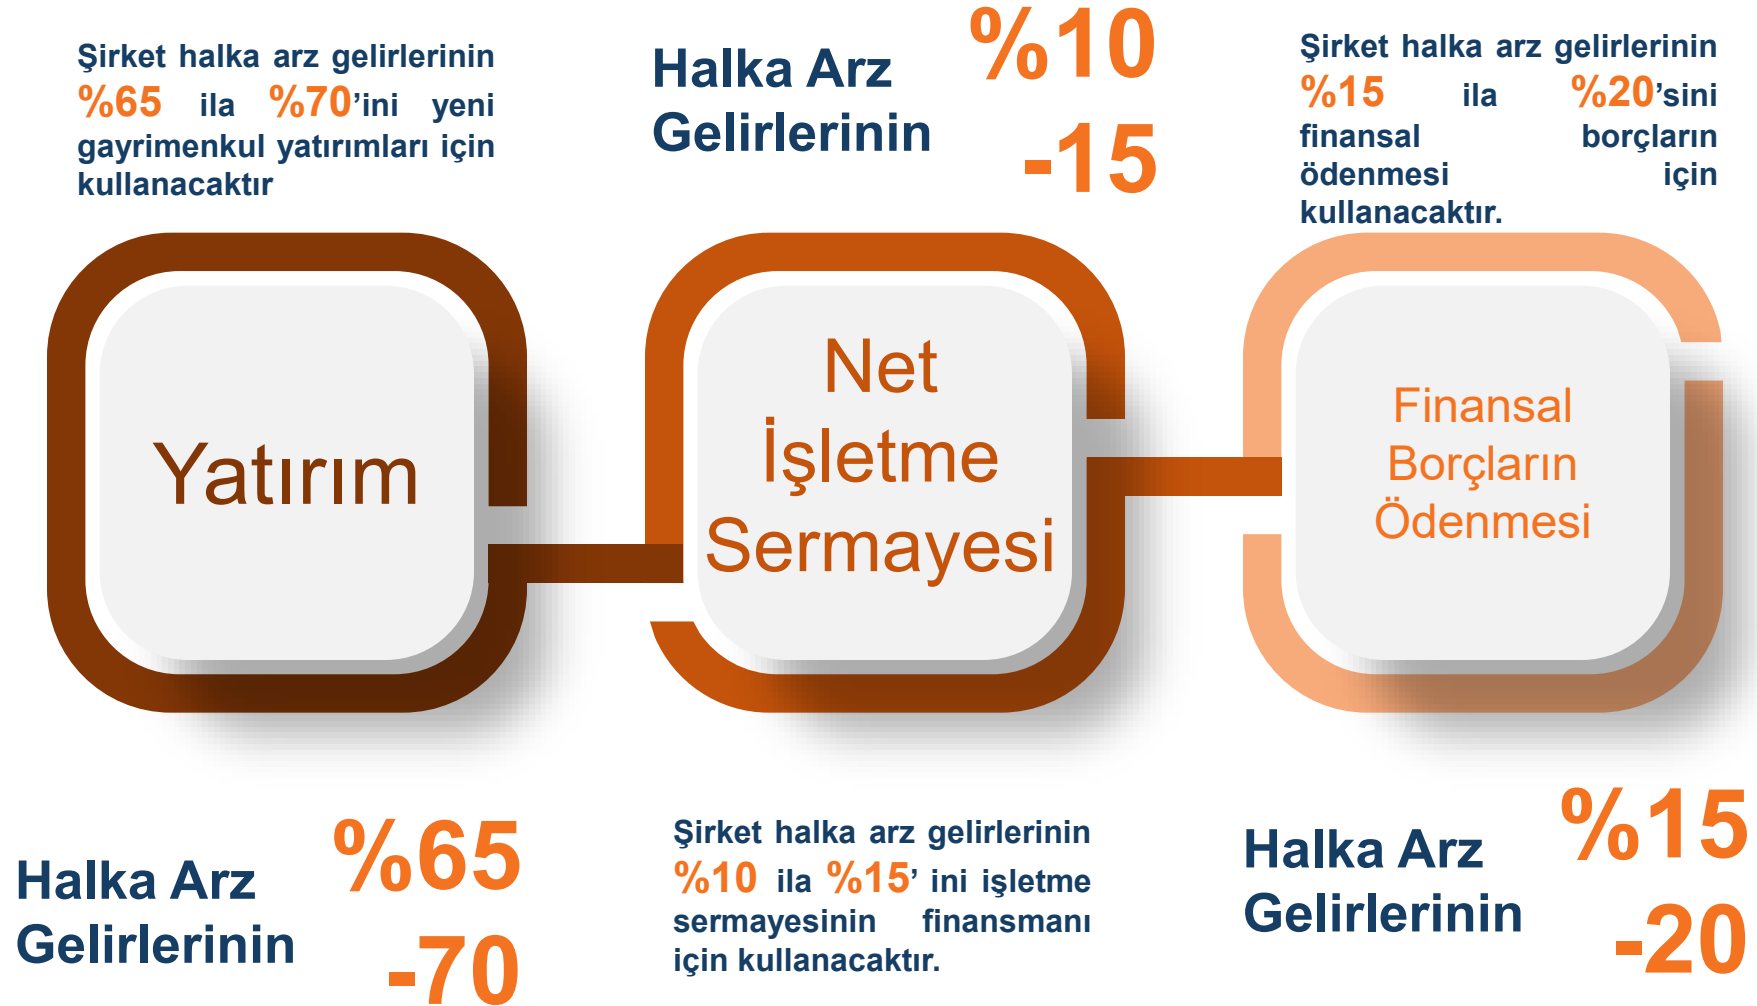 Şirket halka arz gelirlerinin
%65 ila %70’ini yeni
gayrimenkul yatırımları için
kullanacaktır
Yatırım
Halka Arz
Gelirlerinin
%65
-70
Halka Arz
Gelirlerinin
%10
-15
Net
İşletme
Sermayesi
Şirket halka arz gelirlerinin
%10 ila %15’ ini işletme
sermayesinin finansmanı
için kullanacaktır.
Şirket halka arz gelirlerinin
%15 ila %20’sini
finansal borçların
ödenmesi için
kullanacaktır.
Finansal
Borçların
Ödenmesi
Halka Arz
Gelirlerinin
%15
-20